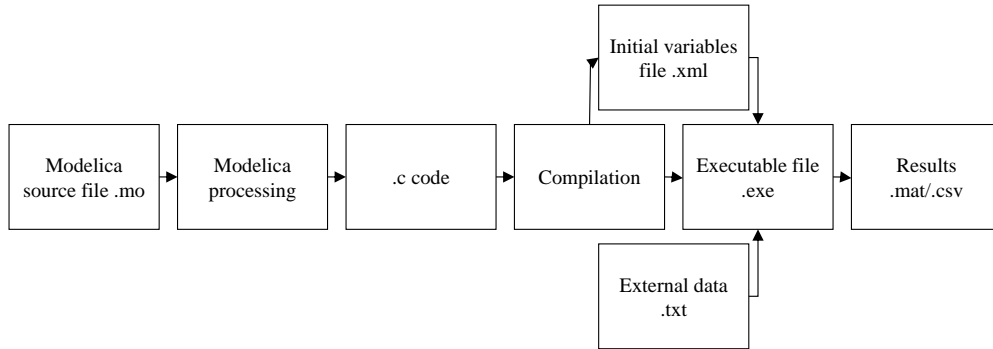 Initial variables
file .xml
Modelica
source file .mo
Modelica
processing
.c code
Compilation
Executable file
.exe
Results
.mat/.csv
External data
.txt